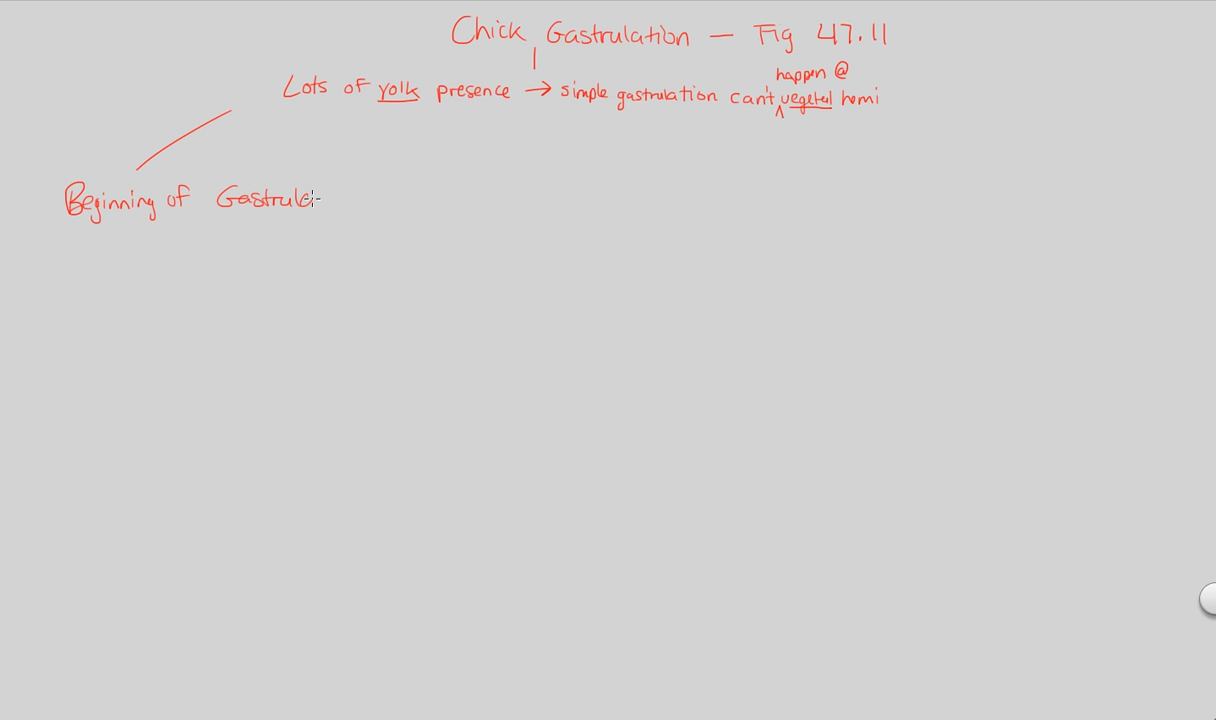 Chick Gastrulation - Fig 47.11
happen @
Lots of yolk presence → simple gastrulation can't ^ vegetal hemi
Beginning of Gastrula